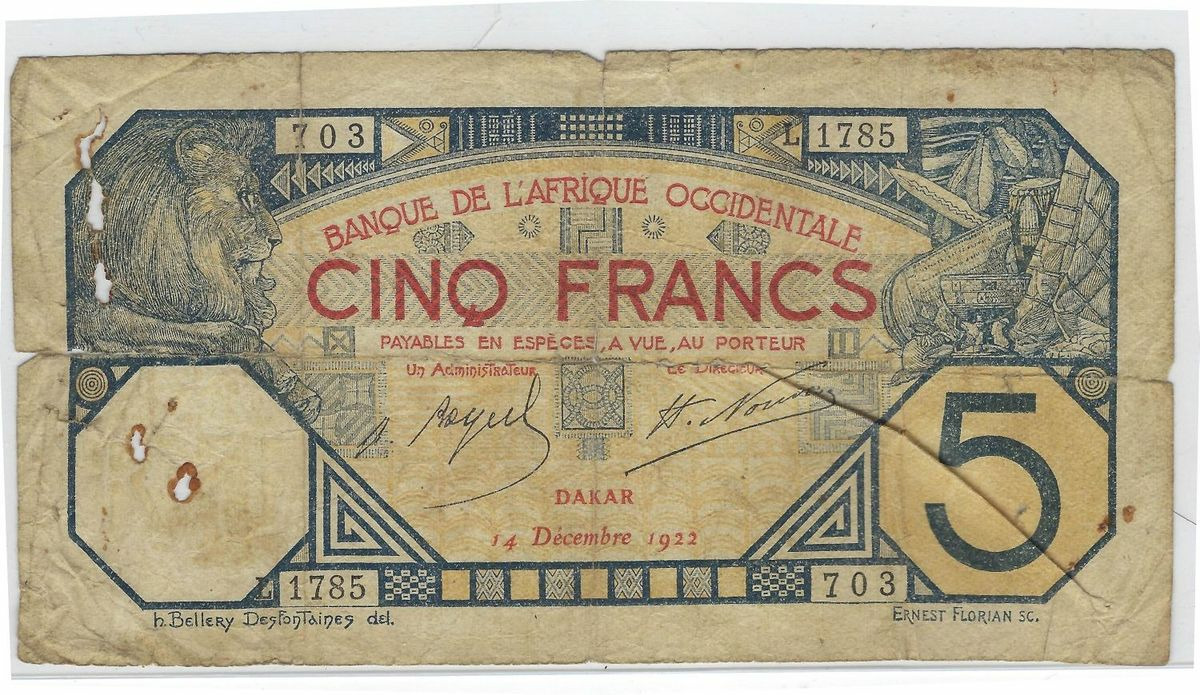 703
L 1785
BANQUE DE L'AFRIQUE OCCIDENTALE
CINQ FRANCS
PAYABLES EN ESPÈCES, A VUE, AU PORTEUR
Un Administrateur
Le Directeur
DAKAR
14 Décembre 1922
5
L 1785
703
h. Bellery Desfontaines del.
ERNEST FLORIAN SC.